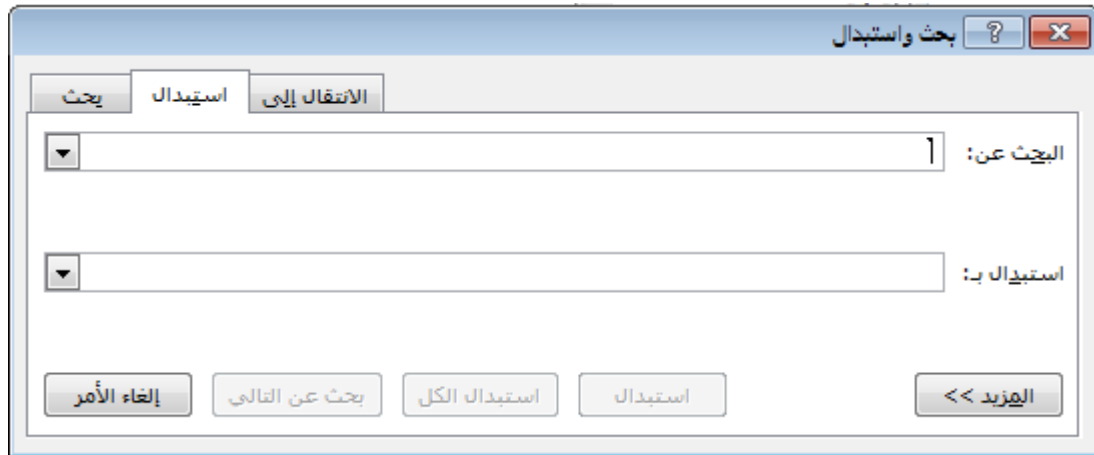 بحث واستبدال
بحث استبدال الانتقال إلى
البحث عن:
استبدال بـ:
المزيد >> استبدال استبدال الكل بحث عن التالي إلغاء الأمر